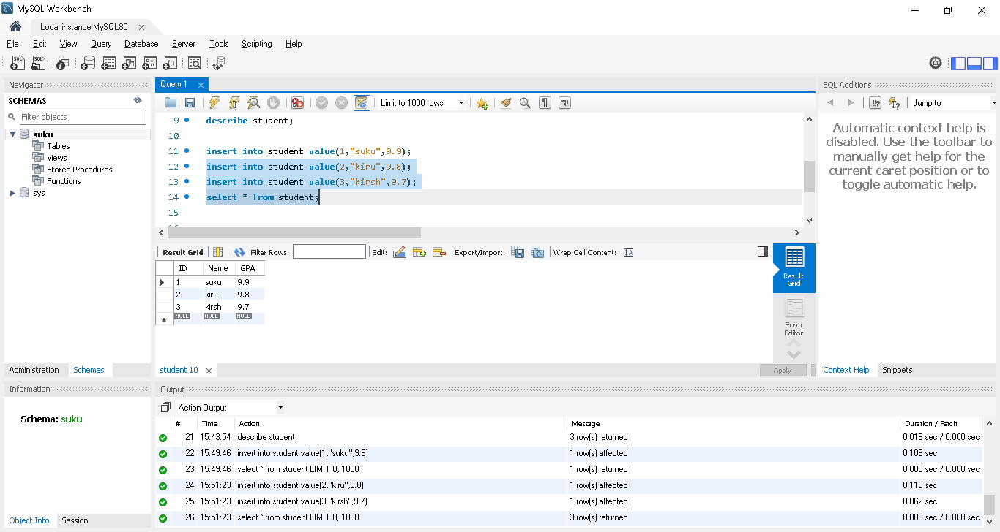 MySQL Workbench
Local instance MySQL80
File Edit View Query Database Server Tools Scripting Help
Navigator
SCHEMAS
Filter objects
suku
Tables
Views
Stored Procedures
Functions
sys
Administration Schemas
Information
Schema: suku
Object Info Session
Query 1
Limit to 1000 rows
9 describe student;
10
11 insert into student value(1,"suku",9.9);
12 insert into student value(2,"kiru",9.8);
13 insert into student value(3,"kirsh",9.7);
14 select * from student;
15
Result Grid Filter Rows: Edit: Export/Import: Wrap Cell Content:
ID Name GPA
1 suku 9.9
2 kiru 9.8
3 kirsh 9.7
NULL NULL NULL
Result Grid
Form Editor
student 10
Apply
SQL Additions
Jump to
Automatic context help is
disabled. Use the toolbar to
manually get help for the
current caret position or to
toggle automatic help.
Context Help Snippets
Output
Action Output
# Time Action Message Duration / Fetch
21 15:43:54 describe student 3 row(s) returned 0.016 sec / 0.000 sec
22 15:49:46 insert into student value(1,"suku",9.9) 1 row(s) affected 0.109 sec
23 15:49:46 select * from student LIMIT 0, 1000 1 row(s) returned 0.000 sec / 0.000 sec
24 15:51:23 insert into student value(2,"kiru",9.8) 1 row(s) affected 0.110 sec
25 15:51:23 insert into student value(3,"kirsh",9.7) 1 row(s) affected 0.062 sec
26 15:51:23 select * from student LIMIT 0, 1000 3 row(s) returned 0.000 sec / 0.000 sec